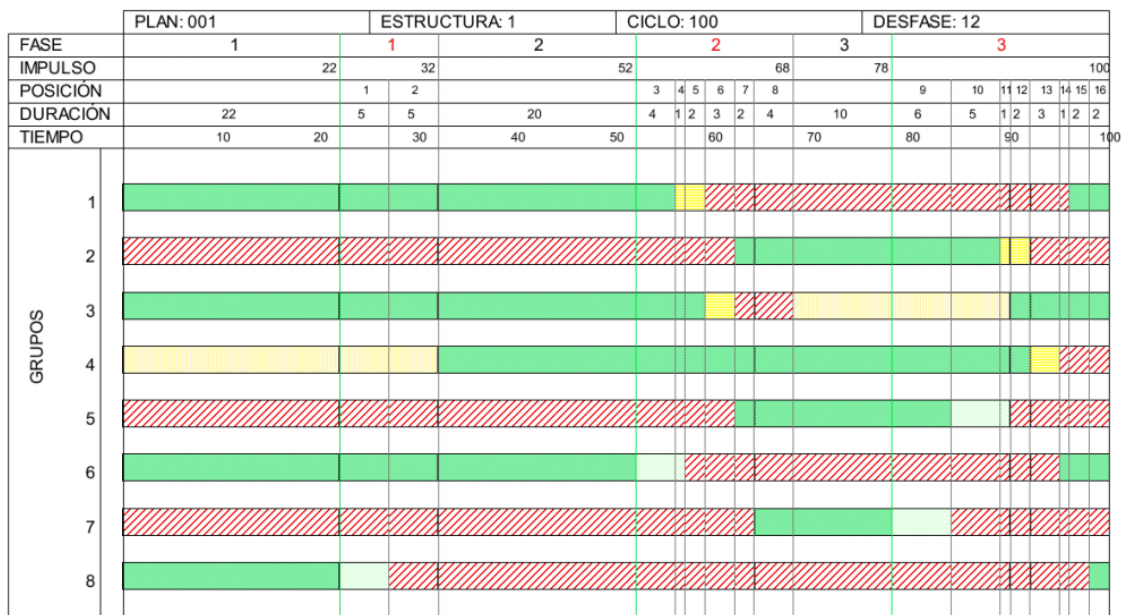 PLAN: 001 ESTRUCTURA: 1 CICLO: 100 DESFASE: 12
FASE 1 1 2 2 3 3
IMPULSO 22 32 52 68 78 100
POSICIÓN 1 2 3 4 5 6 7 8 9 10 11 12 13 14 15 16
DURACIÓN 22 5 5 20 4 1 2 3 2 4 10 6 5 1 2 3 1 2 2
TIEMPO 10 20 30 40 50 60 70 80 90 100
GRUPOS
1
2
3
4
5
6
7
8